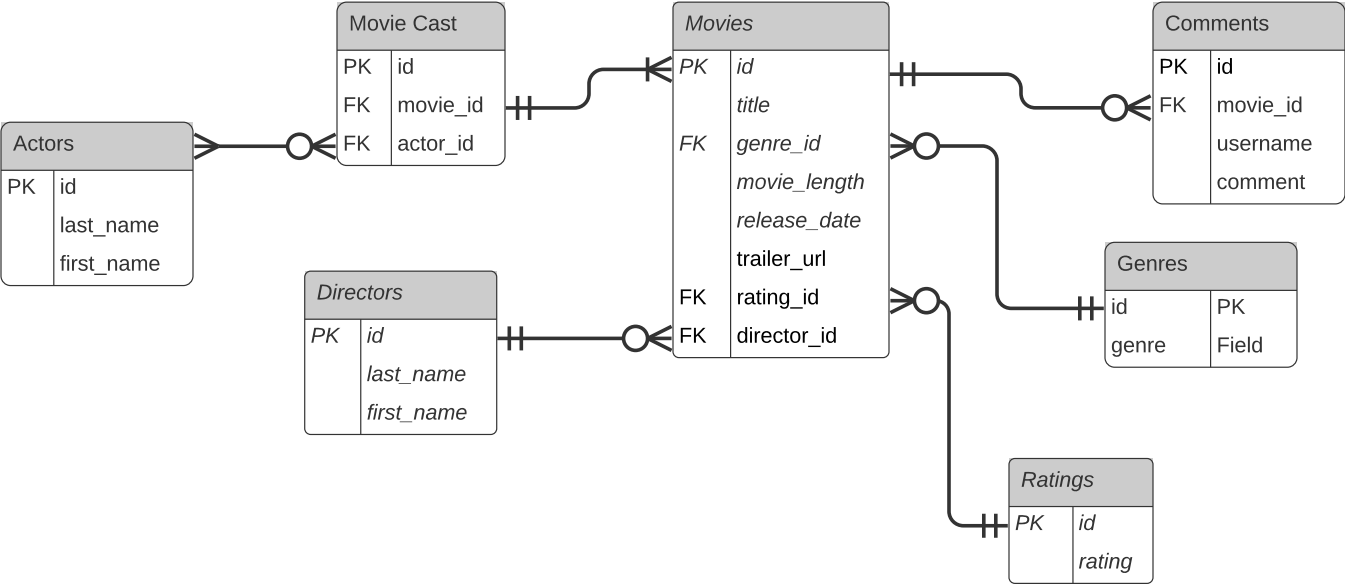 Movie Cast
PK id
FK movie_id
FK actor_id
Movies
PK id
title
FK genre_id
movie_length
release_date
trailer_url
FK rating_id
FK director_id
Comments
PK id
FK movie_id
username
comment
Actors
PK id
last_name
first_name
Directors
PK id
last_name
first_name
Genres
id PK
genre Field
Ratings
PK id
rating